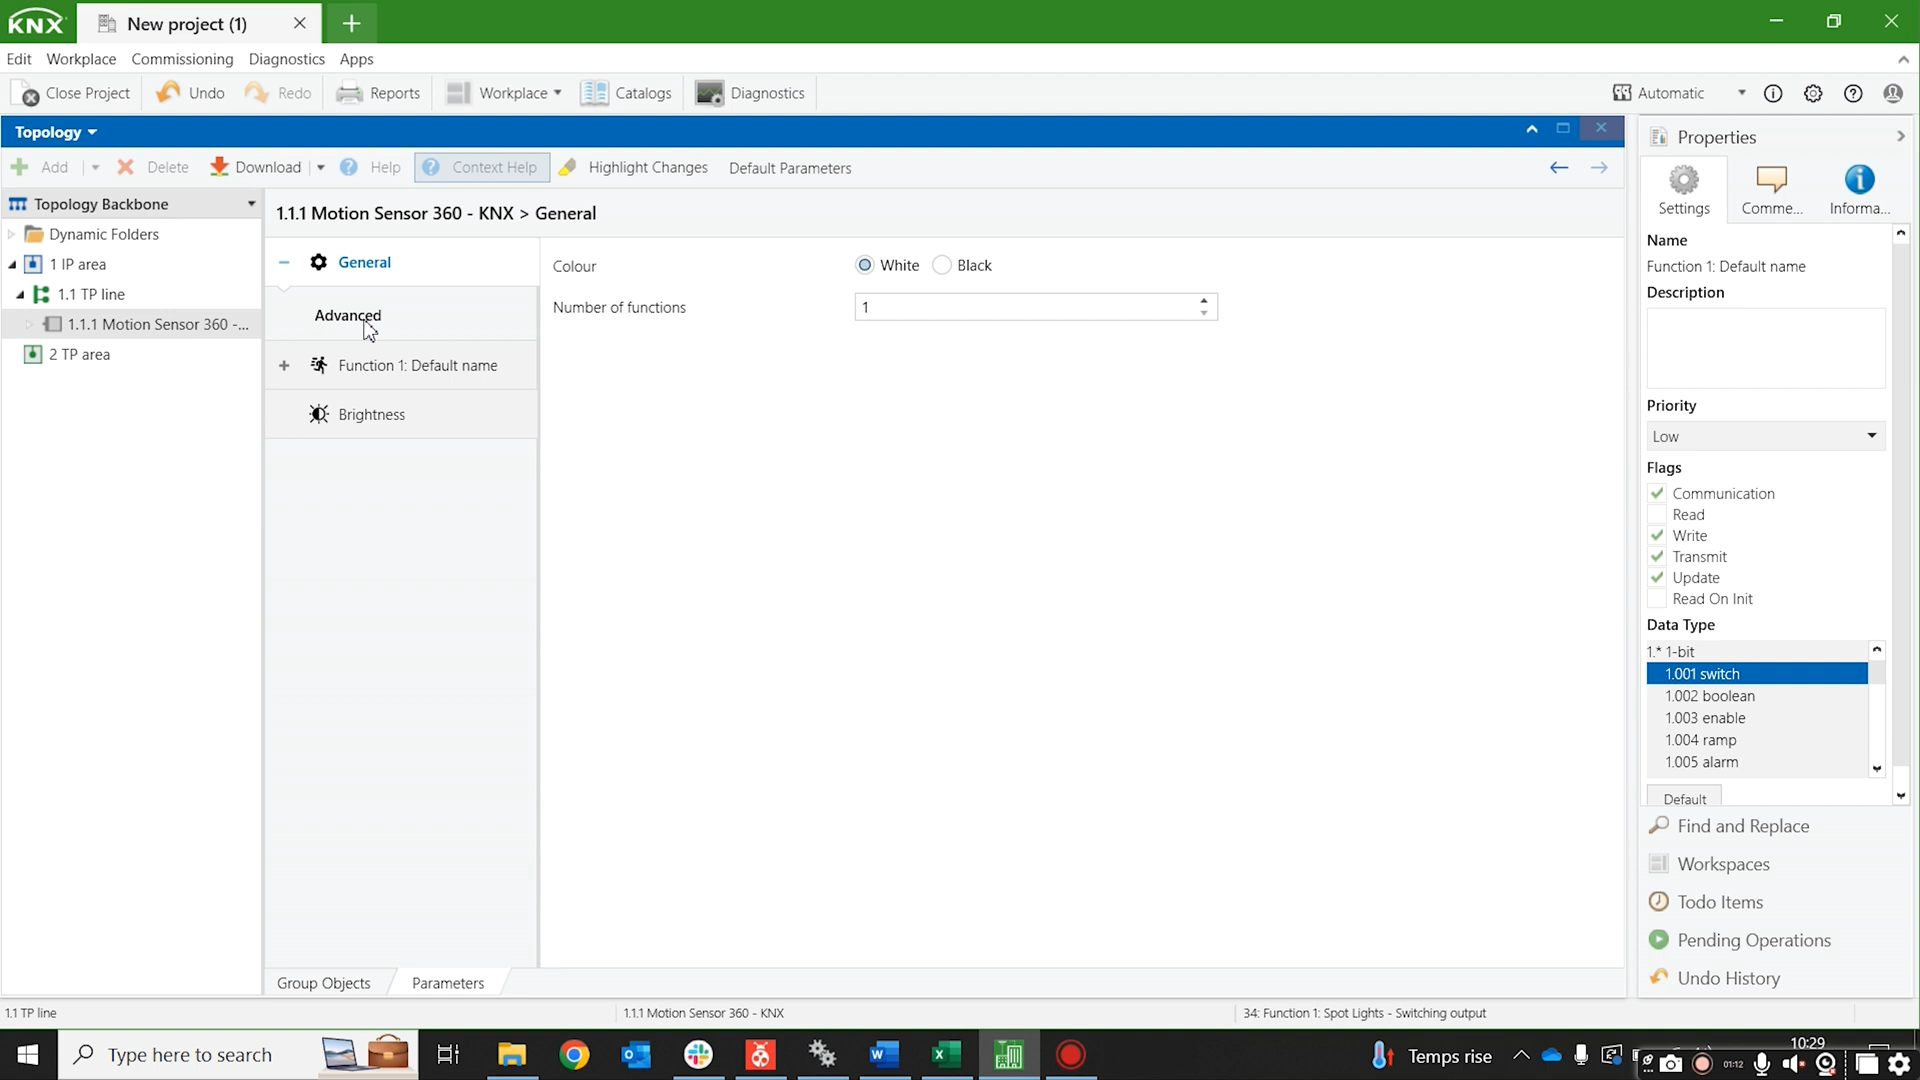 KNX New project (1)
Edit Workplace Commissioning Diagnostics Apps
Close Project Undo Redo Reports Workplace Catalogs Diagnostics Automatic
Topology
Add Delete Download Help Context Help Highlight Changes Default Parameters
Topology Backbone
Dynamic Folders
1 IP area
1.1 TP line
1.1.1 Motion Sensor 360 -...
2 TP area
1.1.1 Motion Sensor 360 - KNX > General
General
Advanced
Function 1: Default name
Brightness
Colour White Black
Number of functions 1
Group Objects Parameters
Properties
Settings Comme... Informa...
Name
Function 1: Default name
Description
Priority
Low
Flags
Communication
Read
Write
Transmit
Update
Read On Init
Data Type
1.* 1-bit
1.001 switch
1.002 boolean
1.003 enable
1.004 ramp
1.005 alarm
Default
Find and Replace
Workspaces
Todo Items
Pending Operations
Undo History
1.1 TP line 1.1.1 Motion Sensor 360 - KNX 34: Function 1: Spot Lights - Switching output
Type here to search Temps rise 10:29
01:12